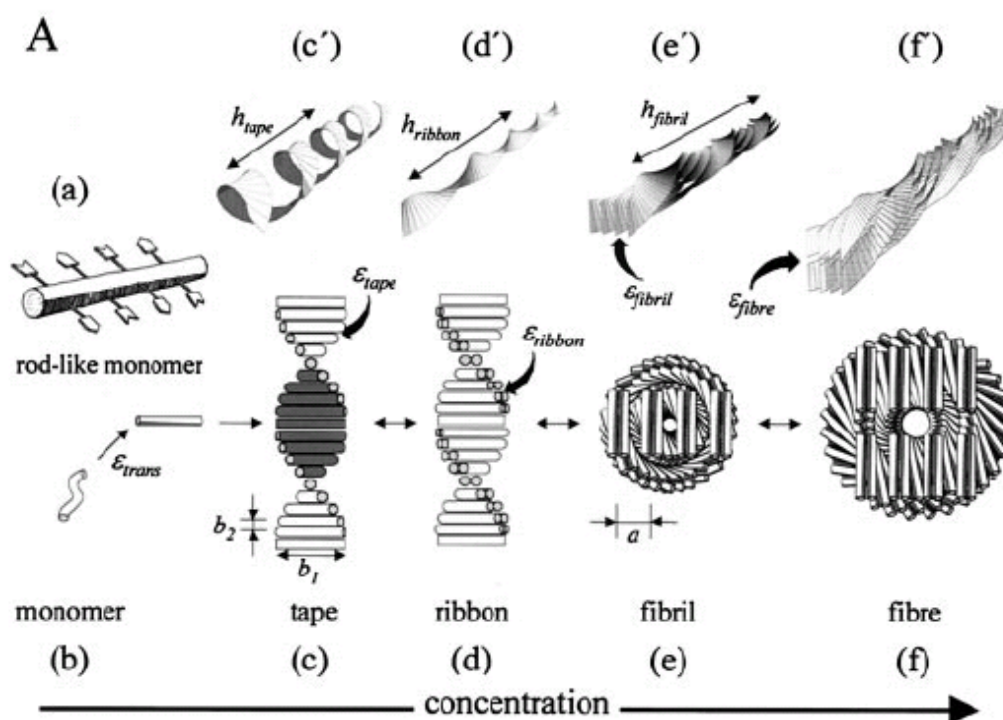 A
(c´) (d´) (e´) (f´)
h_tape h_ribbon h_fibril
(a)
ε_fibril ε_fibre
ε_tape ε_ribbon
rod-like monomer
ε_trans
b_2 a
b_1
monomer tape ribbon fibril fibre
(b) (c) (d) (e) (f)
concentration